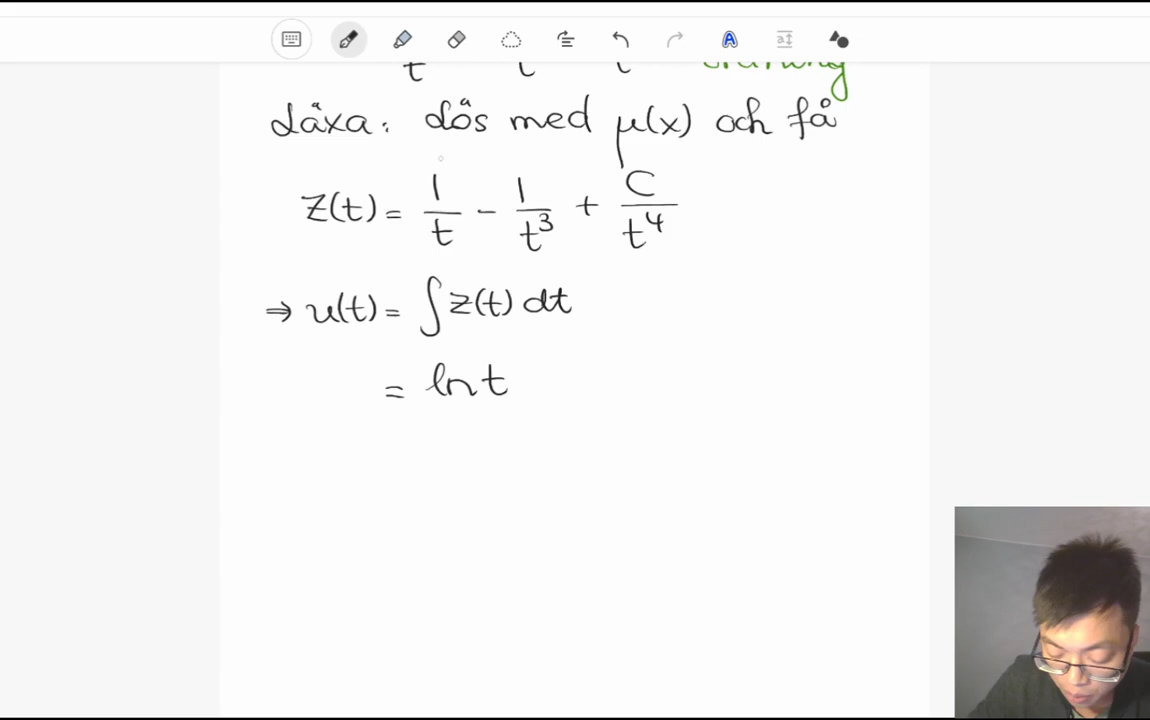 t
Läxa: Lös med μ(x) och få
z(t) = 1/t - 1/t³ + C/t⁴
⇒ u(t) = ∫ z(t) dt
= ln t